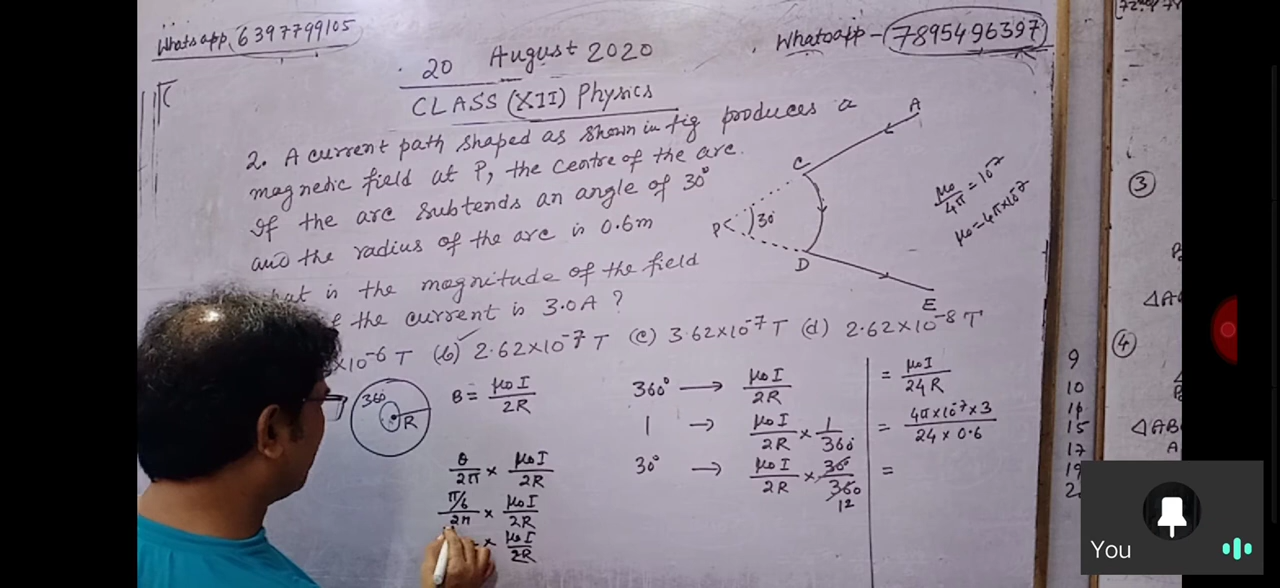 Whatsapp 6397799105
Whatsapp - 7895496397
20 August 2020
CLASS (XII) Physics
2. A current path shaped as shown in fig produces a
magnedic field at P, the centre of the arc.
If the arc subtends an angle of 30°
and the radius of the arc is 0.6m
is the magnitude of the field
the current is 3.0A ?
×10⁻⁶ T (b) 2.62×10⁻⁷ T (c) 3.62×10⁻⁷ T (d) 2.62×10⁻⁸ T
A
C
P
30
D
E
μ₀/4π = 10⁻⁷
μ₀ = 4π×10⁻⁷
360°
R
B = μ₀I/2R
θ/2π × μ₀I/2R
π/6/2π × μ₀I/2R
× μ₀I/2R
360° → μ₀I/2R
1 → μ₀I/2R × 1/360
30° → μ₀I/2R × 30/360
12
= μ₀I/24R
= 4π×10⁻⁷×3/24×0.6
=
3
4
9
10
15
17
You